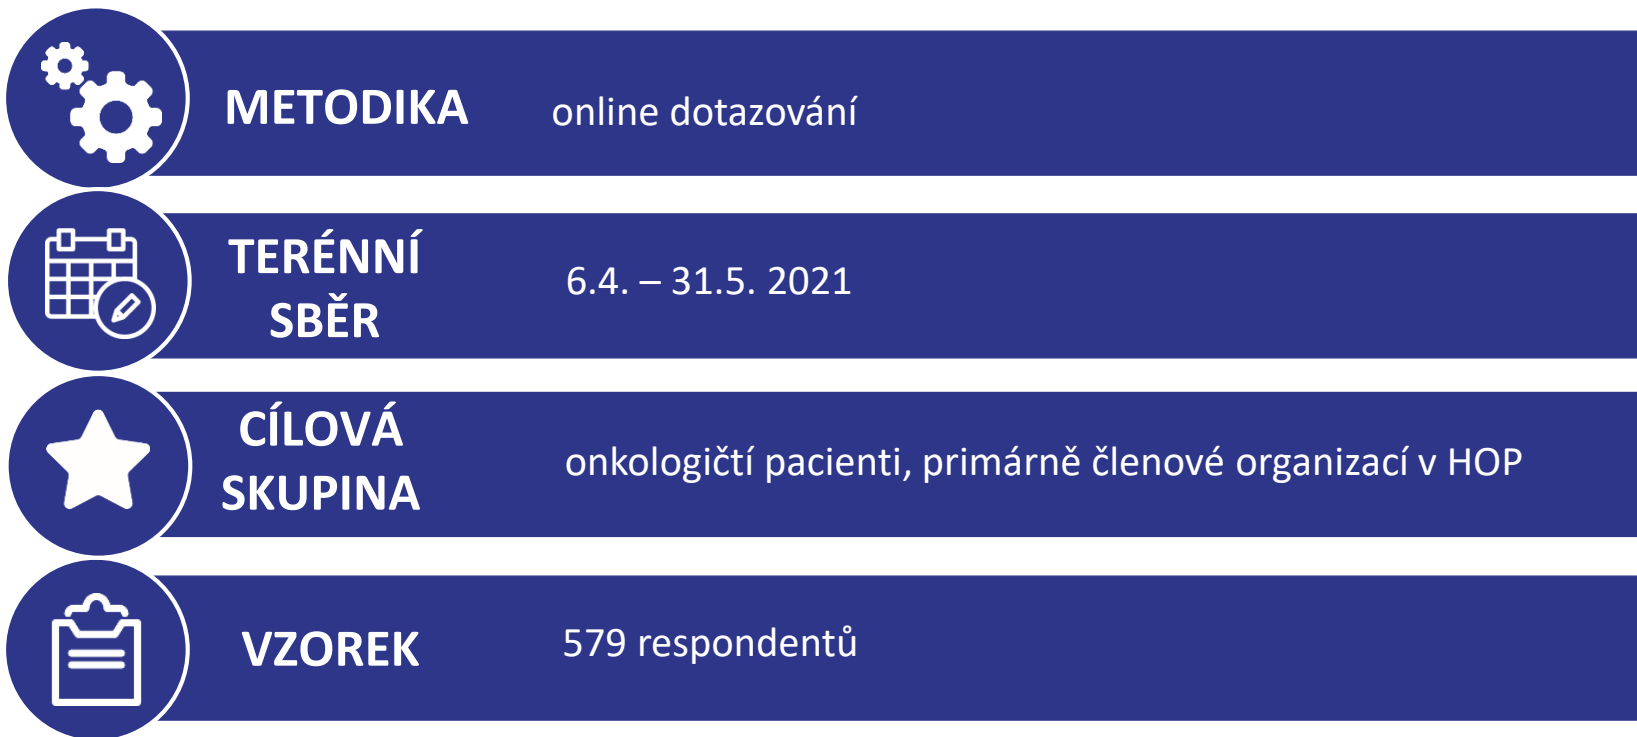 METODIKA
online dotazování
TERÉNNÍ
SBĚR
6.4. – 31.5. 2021
CÍLOVÁ
SKUPINA
onkologičtí pacienti, primárně členové organizací v HOP
VZOREK
579 respondentů